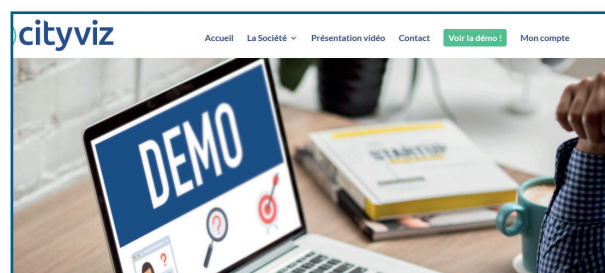 cityviz
Accueil La Société Présentation vidéo Contact Voir la démo ! Mon compte
DEMO
STARTUP
?
?